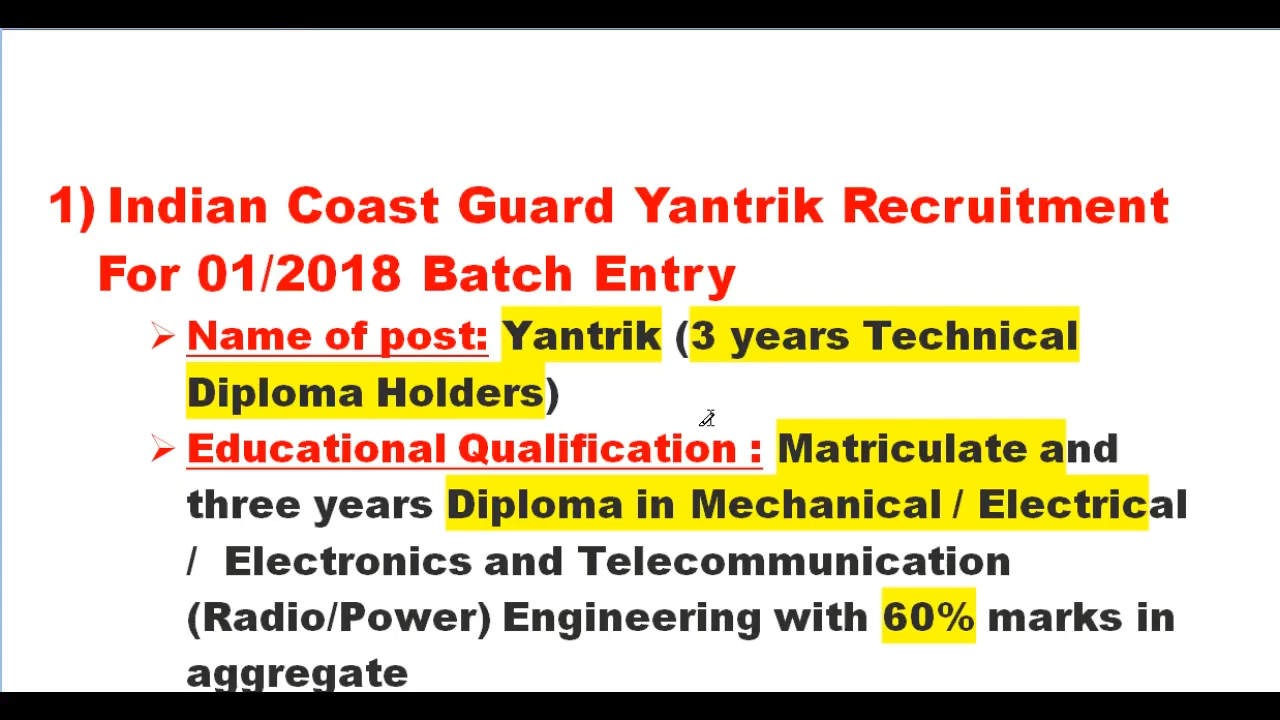 1) Indian Coast Guard Yantrik Recruitment
For 01/2018 Batch Entry
Name of post: Yantrik (3 years Technical
Diploma Holders)
Educational Qualification : Matriculate and
three years Diploma in Mechanical / Electrical
/ Electronics and Telecommunication
(Radio/Power) Engineering with 60% marks in
aggregate